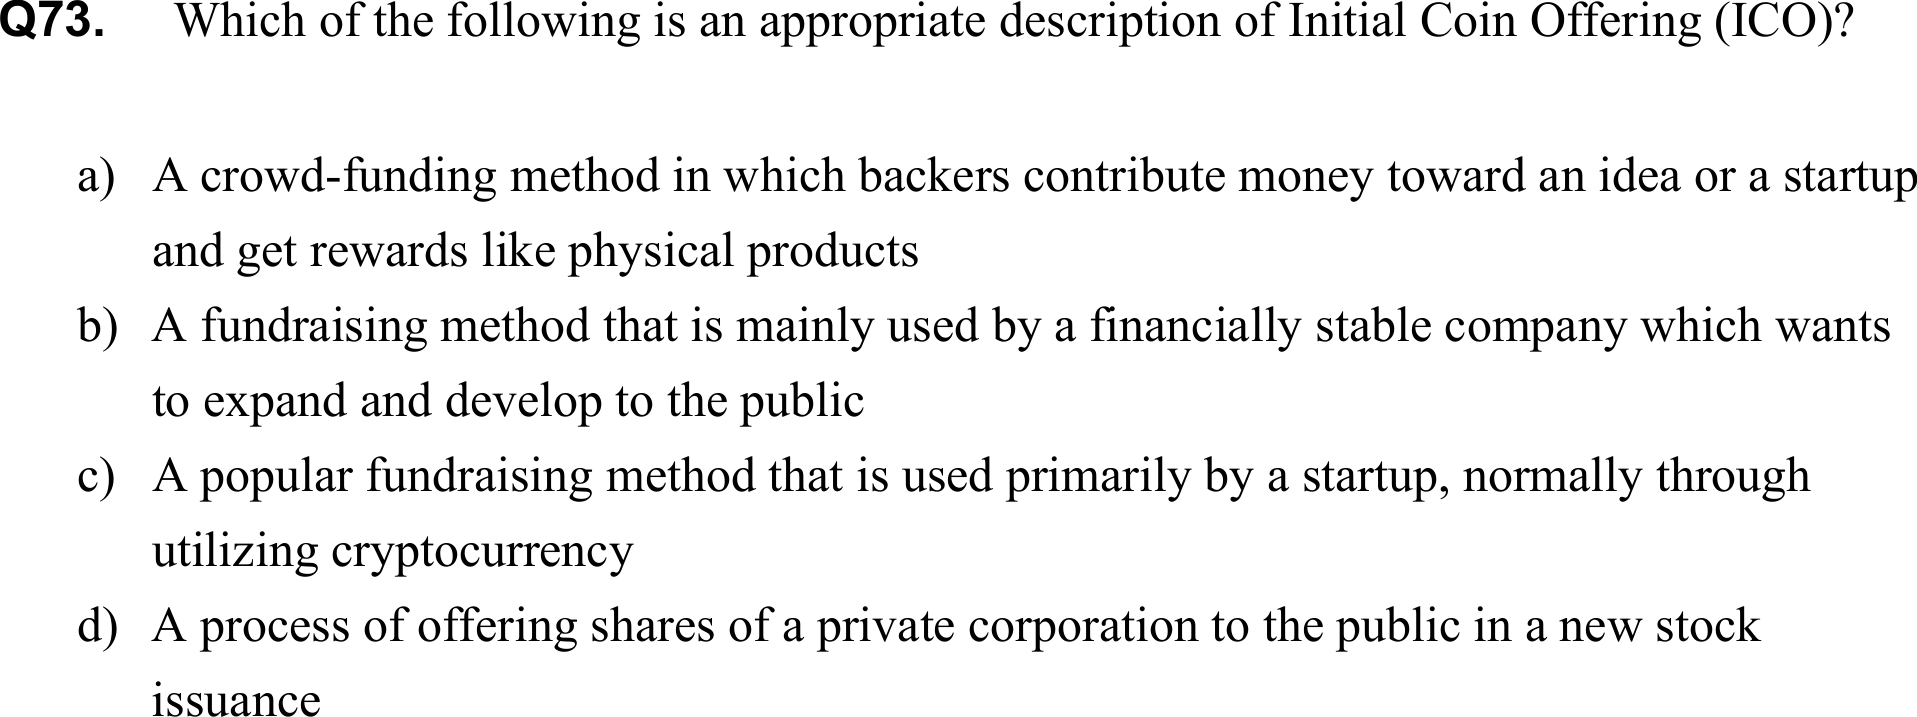 Q73. Which of the following is an appropriate description of Initial Coin Offering (ICO)?
a) A crowd-funding method in which backers contribute money toward an idea or a startup
and get rewards like physical products
b) A fundraising method that is mainly used by a financially stable company which wants
to expand and develop to the public
c) A popular fundraising method that is used primarily by a startup, normally through
utilizing cryptocurrency
d) A process of offering shares of a private corporation to the public in a new stock
issuance